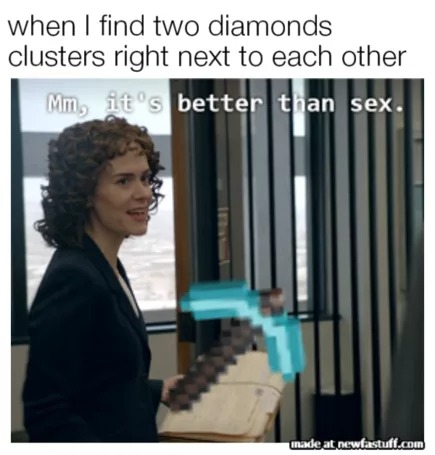 when I find two diamonds
clusters right next to each other
Mm, it's better than sex.
made at newfastuff.com